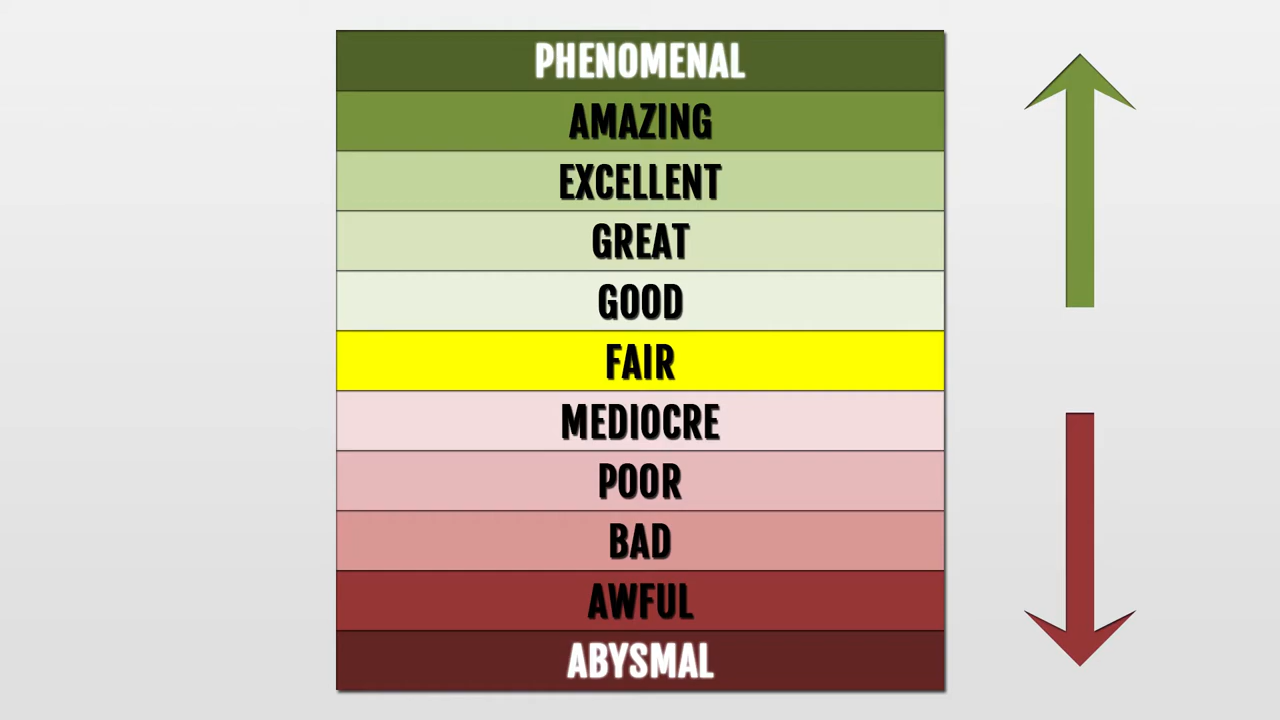 PHENOMENAL
AMAZING
EXCELLENT
GREAT
GOOD
FAIR
MEDIOCRE
POOR
BAD
AWFUL
ABYSMAL